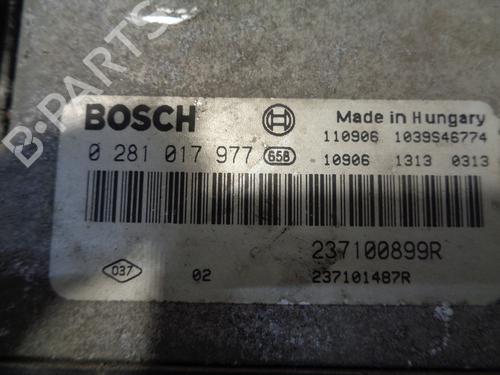 B-PARTS
BOSCH
Made in Hungary
110906 1039S46774
0 281 017 977 658
10906 1313 0313
237100899R
037 02 237101487R